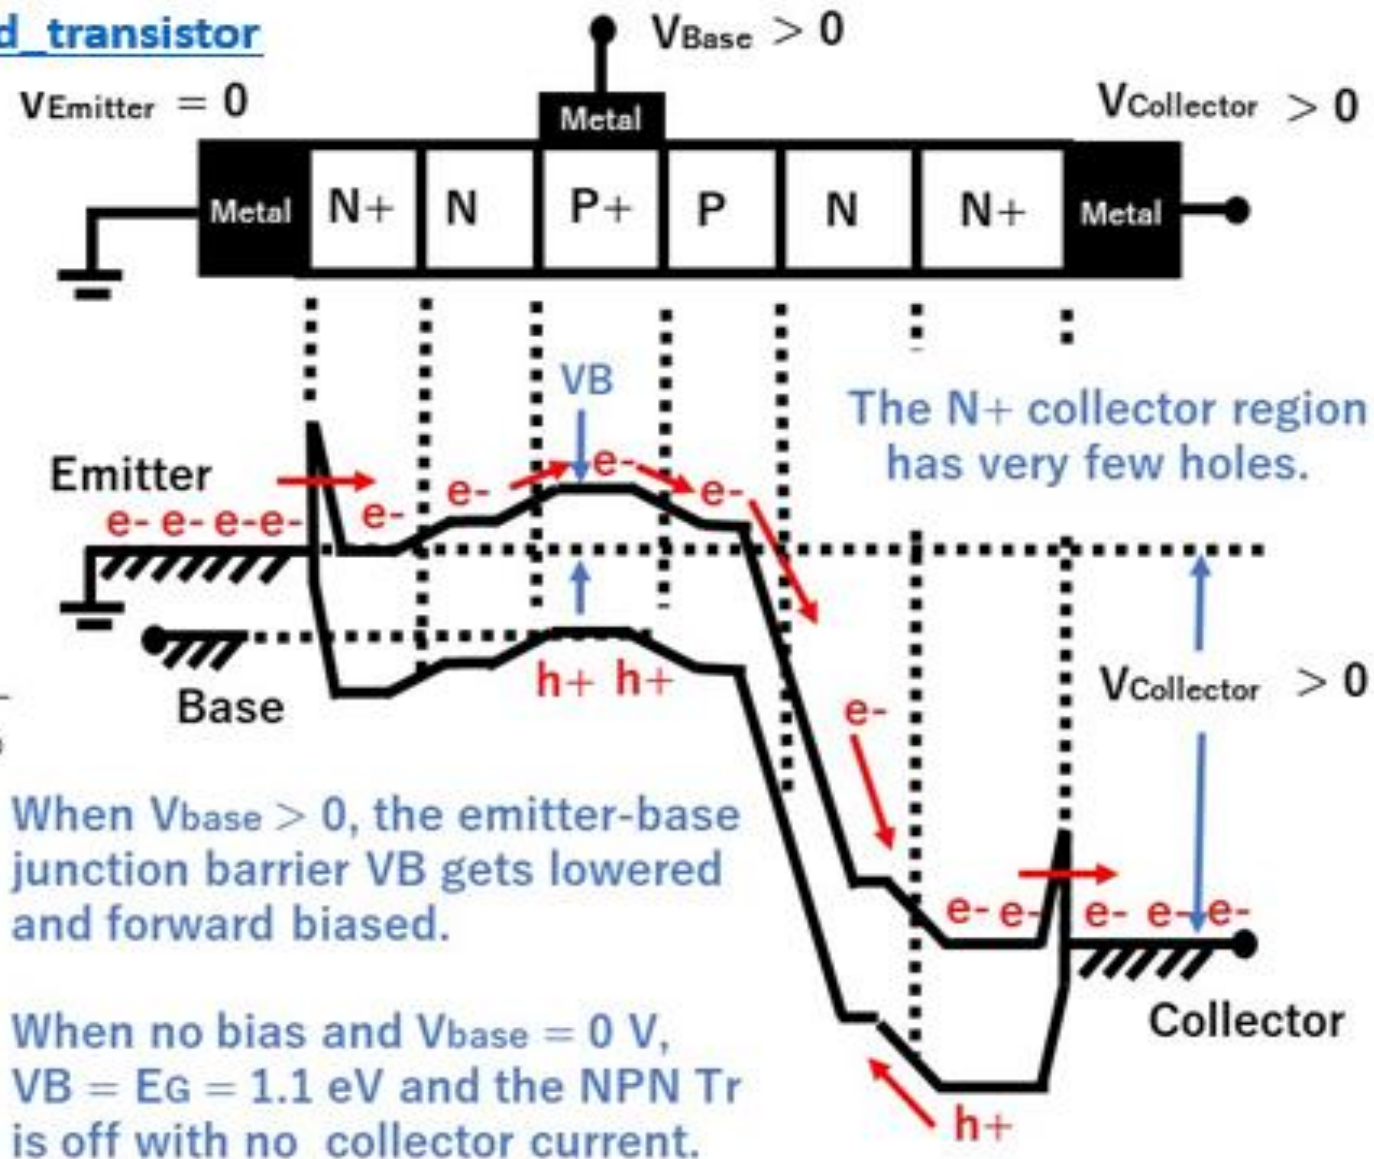 d_transistor
VBase > 0
VEmitter = 0
VCollector > 0
Metal
Metal N+ N P+ P N N+ Metal
VB
The N+ collector region
has very few holes.
Emitter
e- e- e- e- e- e- e- e-
Base
h+ h+
VCollector > 0
e-
When Vbase > 0, the emitter-base
junction barrier VB gets lowered
and forward biased.
e- e- e- e- e-
Collector
When no bias and Vbase = 0 V,
VB = EG = 1.1 eV and the NPN Tr
is off with no collector current.
h+